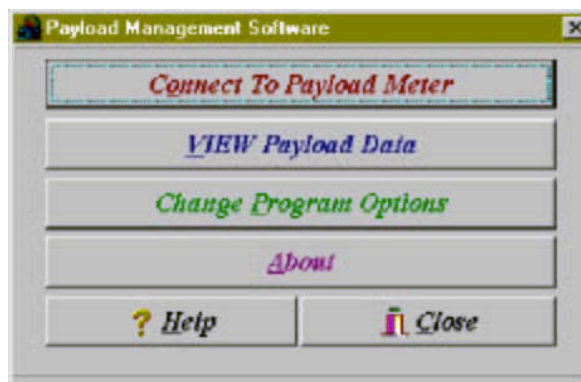 Payload Management Software
Connect To Payload Meter
VIEW Payload Data
Change Program Options
About
? Help
Close